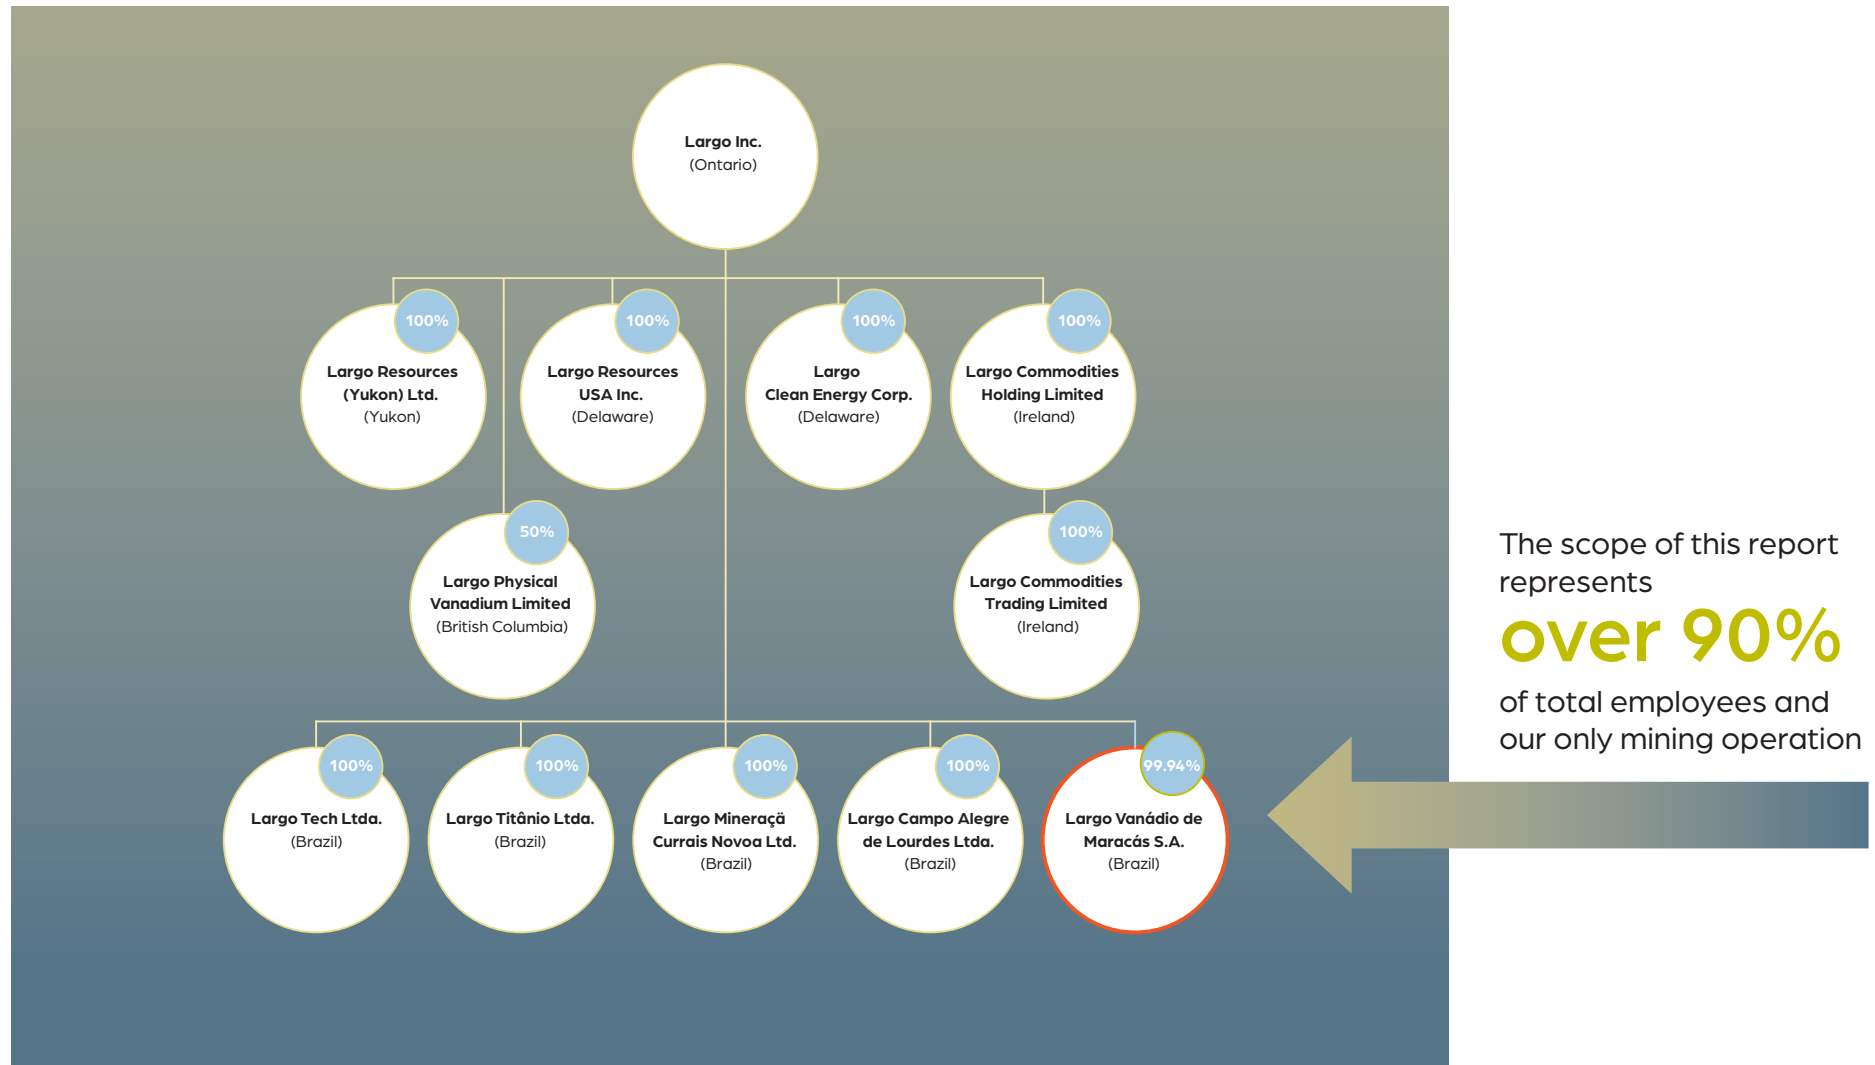 Largo Inc.
(Ontario)
100%
Largo Resources
(Yukon) Ltd.
(Yukon)
100%
Largo Resources
USA Inc.
(Delaware)
100%
Largo
Clean Energy Corp.
(Delaware)
100%
Largo Commodities
Holding Limited
(Ireland)
50%
Largo Physical
Vanadium Limited
(British Columbia)
100%
Largo Commodities
Trading Limited
(Ireland)
100%
Largo Tech Ltda.
(Brazil)
100%
Largo Titânio Ltda.
(Brazil)
100%
Largo Mineraçã
Currais Novoa Ltd.
(Brazil)
100%
Largo Campo Alegre
de Lourdes Ltda.
(Brazil)
99.94%
Largo Vanádio de
Maracás S.A.
(Brazil)
The scope of this report
represents
over 90%
of total employees and
our only mining operation